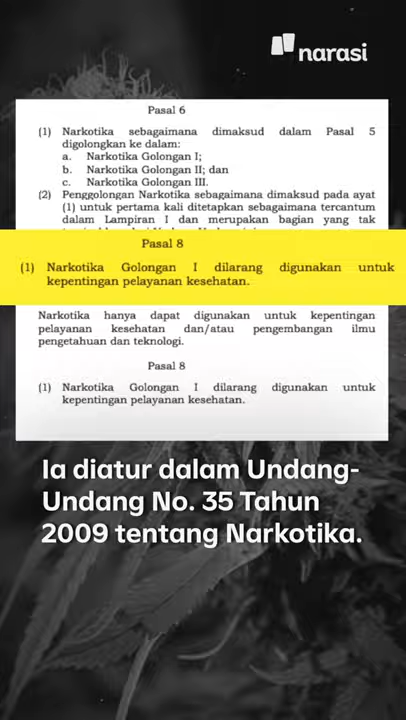 narasi
Pasal 6
(1) Narkotika sebagaimana dimaksud dalam Pasal 5
digolongkan ke dalam:
a. Narkotika Golongan I;
b. Narkotika Golongan II; dan
c. Narkotika Golongan III.
(2) Penggolongan Narkotika sebagaimana dimaksud pada ayat
(1) untuk pertama kali ditetapkan sebagaimana tercantum
dalam Lampiran I dan merupakan bagian yang tak
Pasal 8
(1) Narkotika Golongan I dilarang digunakan untuk
kepentingan pelayanan kesehatan.
Narkotika hanya dapat digunakan untuk kepentingan
pelayanan kesehatan dan/atau pengembangan ilmu
pengetahuan dan teknologi.
Pasal 8
(1) Narkotika Golongan I dilarang digunakan untuk
kepentingan pelayanan kesehatan.
Ia diatur dalam Undang-
Undang No. 35 Tahun
2009 tentang Narkotika.